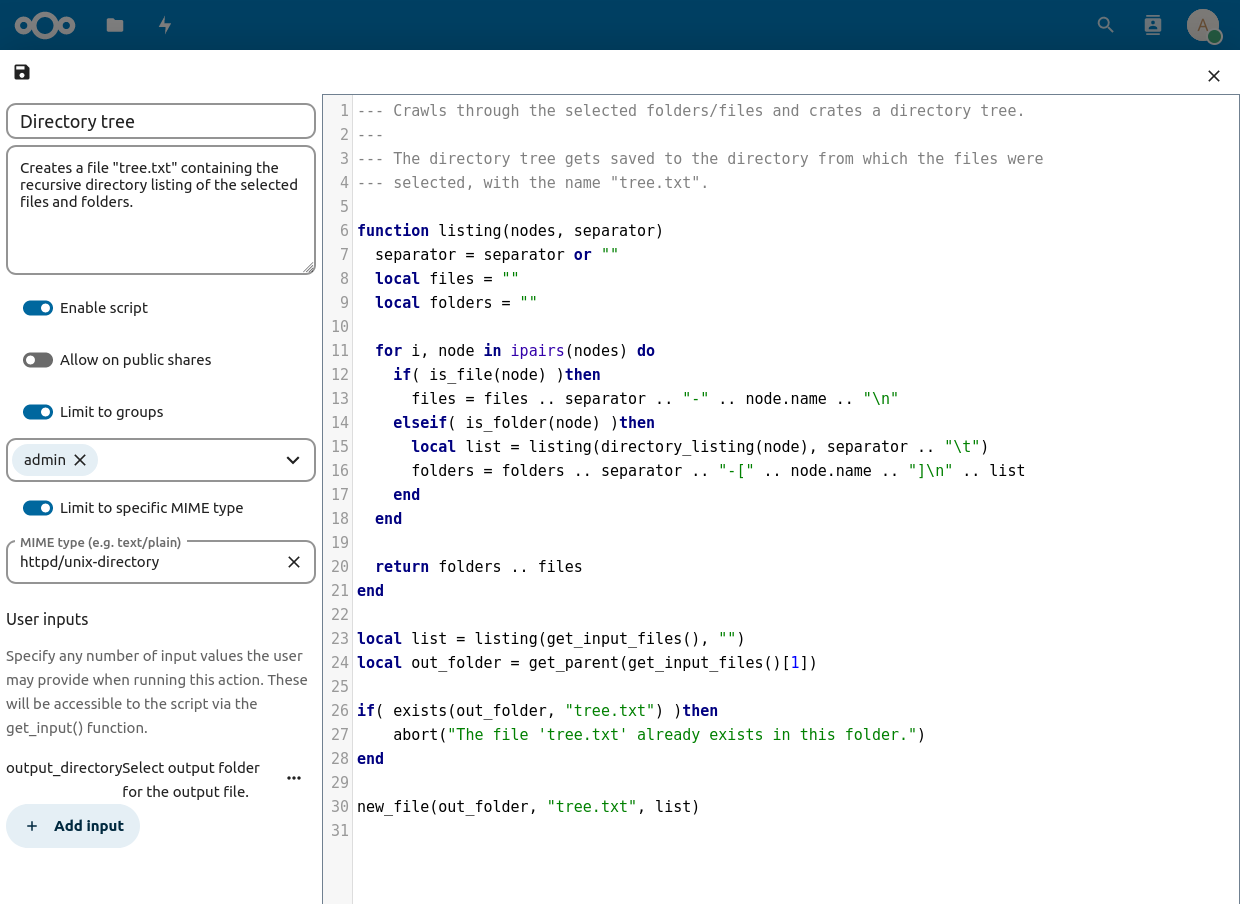 A
Directory tree
Creates a file "tree.txt" containing the
recursive directory listing of the selected
files and folders.
Enable script
Allow on public shares
Limit to groups
admin
Limit to specific MIME type
MIME type (e.g. text/plain)
httpd/unix-directory
User inputs
Specify any number of input values the user
may provide when running this action. These
will be accessible to the script via the
get_input() function.
output_directory Select output folder
for the output file.
+ Add input
1 --- Crawls through the selected folders/files and crates a directory tree.
2 ---
3 --- The directory tree gets saved to the directory from which the files were
4 --- selected, with the name "tree.txt".
5
6 function listing(nodes, separator)
7   separator = separator or ""
8   local files = ""
9   local folders = ""
10
11   for i, node in ipairs(nodes) do
12     if( is_file(node) )then
13       files = files .. separator .. "-" .. node.name .. "\n"
14     elseif( is_folder(node) )then
15       local list = listing(directory_listing(node), separator .. "\t")
16       folders = folders .. separator .. "-[" .. node.name .. "]\n" .. list
17     end
18   end
19
20   return folders .. files
21 end
22
23 local list = listing(get_input_files(), "")
24 local out_folder = get_parent(get_input_files()[1])
25
26 if( exists(out_folder, "tree.txt") )then
27     abort("The file 'tree.txt' already exists in this folder.")
28 end
29
30 new_file(out_folder, "tree.txt", list)
31